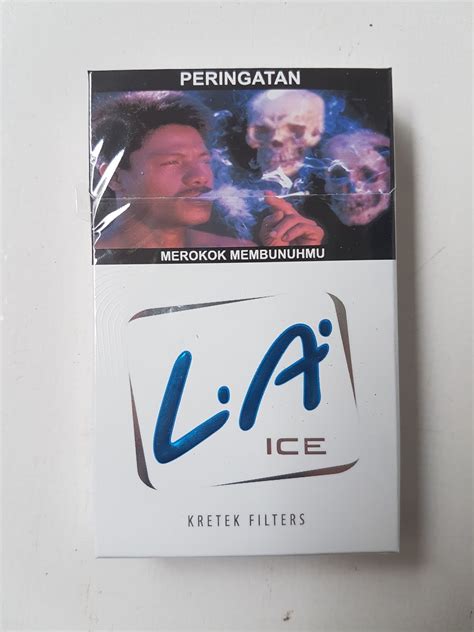 PERINGATAN
MEROKOK MEMBUNUHMU
L.A.
ICE
KRETEK FILTERS